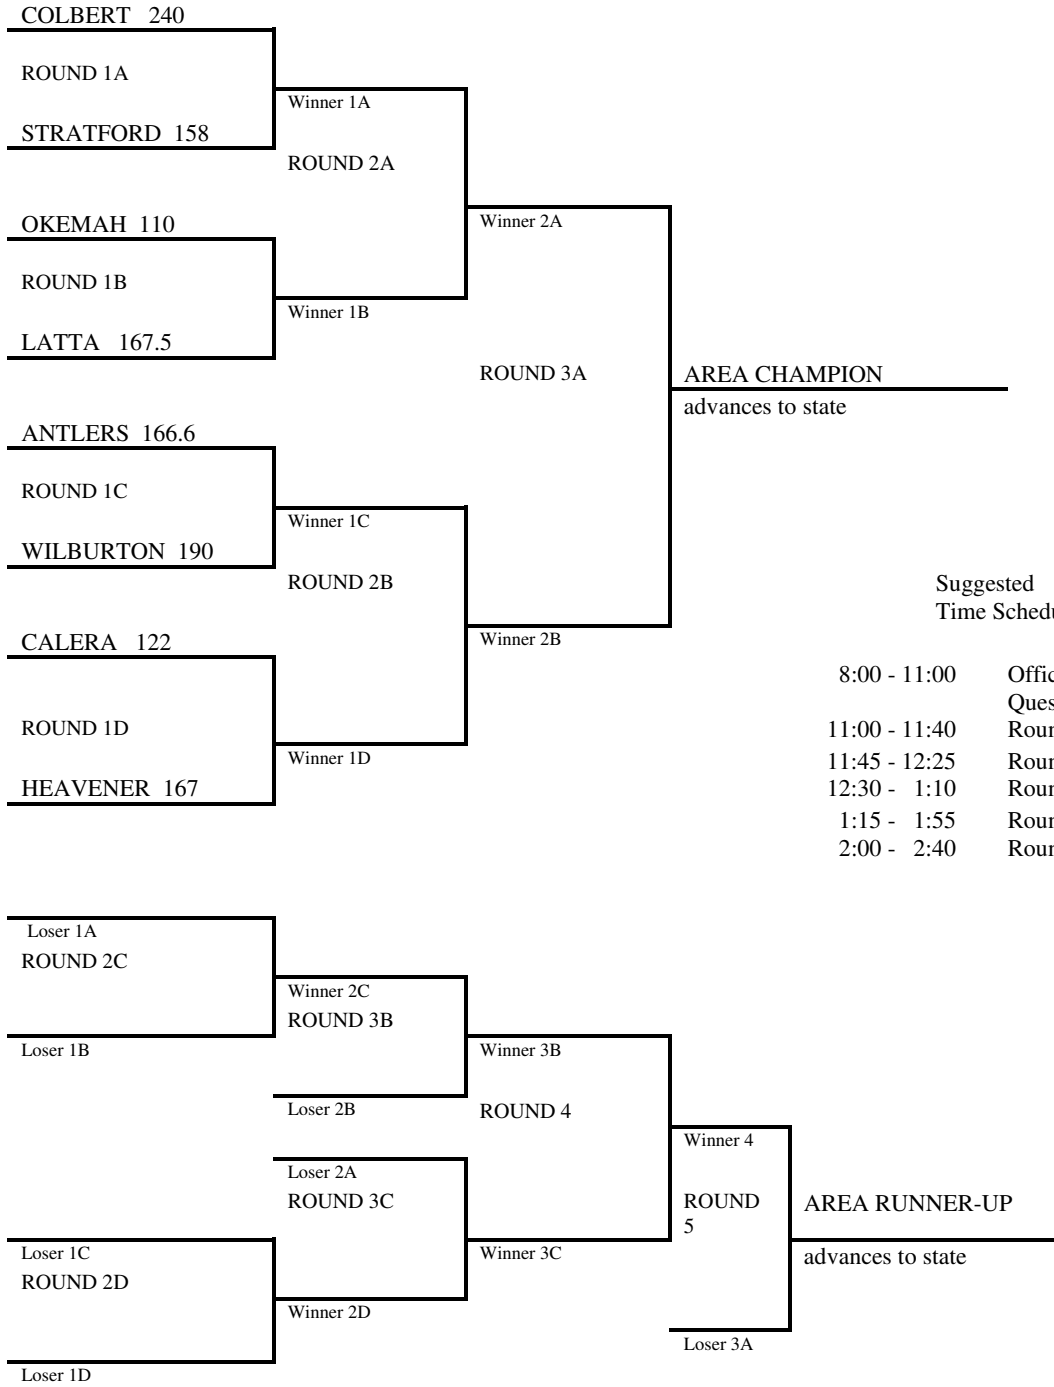 COLBERT 240
ROUND 1A
Winner 1A
STRATFORD 158
ROUND 2A
OKEMAH 110
Winner 2A
ROUND 1B
Winner 1B
LATTA 167.5
ROUND 3A
AREA CHAMPION
advances to state
ANTLERS 166.6
ROUND 1C
Winner 1C
WILBURTON 190
ROUND 2B
Winner 2B
CALERA 122
ROUND 1D
Winner 1D
HEAVENER 167
Suggested
Time
8:00 - 11:00
11:00 - 11:40
11:45 - 12:25
12:30 - 1:10
1:15 - 1:55
2:00 - 2:40
Loser 1A
ROUND 2C
Winner 2C
ROUND 3B
Loser 1B
Winner 3B
Loser 2B
ROUND 4
Winner 4
Loser 2A
ROUND 3C
ROUND
5
AREA RUNNER-UP
advances to state
Loser 1C
Winner 3C
ROUND 2D
Winner 2D
Loser 3A
Loser 1D